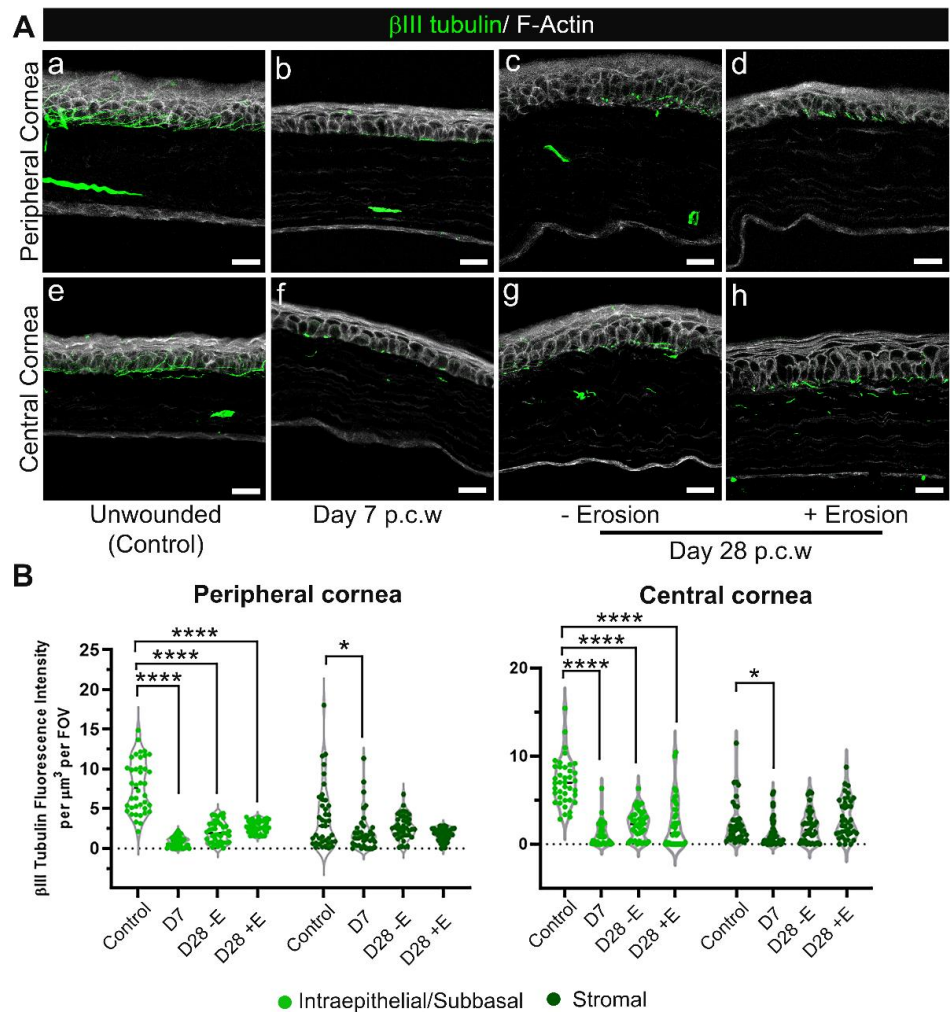 A
βIII tubulin/ F-Actin
Peripheral Cornea
a
b
c
d
Central Cornea
e
f
g
h
Unwounded
(Control)
Day 7 p.c.w
- Erosion
+ Erosion
Day 28 p.c.w
B
Peripheral cornea
βIII Tubulin Fluorescence Intensity
per µm³ per FOV
25
20
15
10
5
0
****
****
****
*
Control
D7
D28 -E
D28 +E
Control
D7
D28 -E
D28 +E
Central cornea
20
10
0
****
****
****
*
Control
D7
D28 -E
D28 +E
Control
D7
D28 -E
D28 +E
Intraepithelial/Subbasal
Stromal